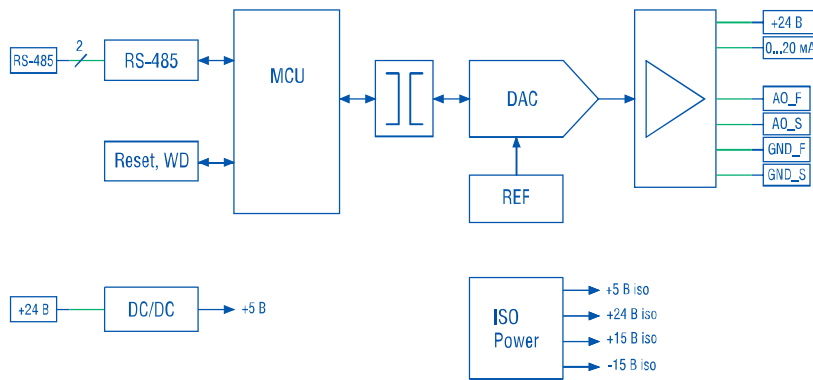 +24 В
0...20 мА
RS-485
2
RS-485
MCU
DAC
AO_F
AO_S
GND_F
GND_S
Reset, WD
REF
+24 В
DC/DC
+5 В
ISO
Power
+5 В iso
+24 В iso
+15 В iso
-15 В iso